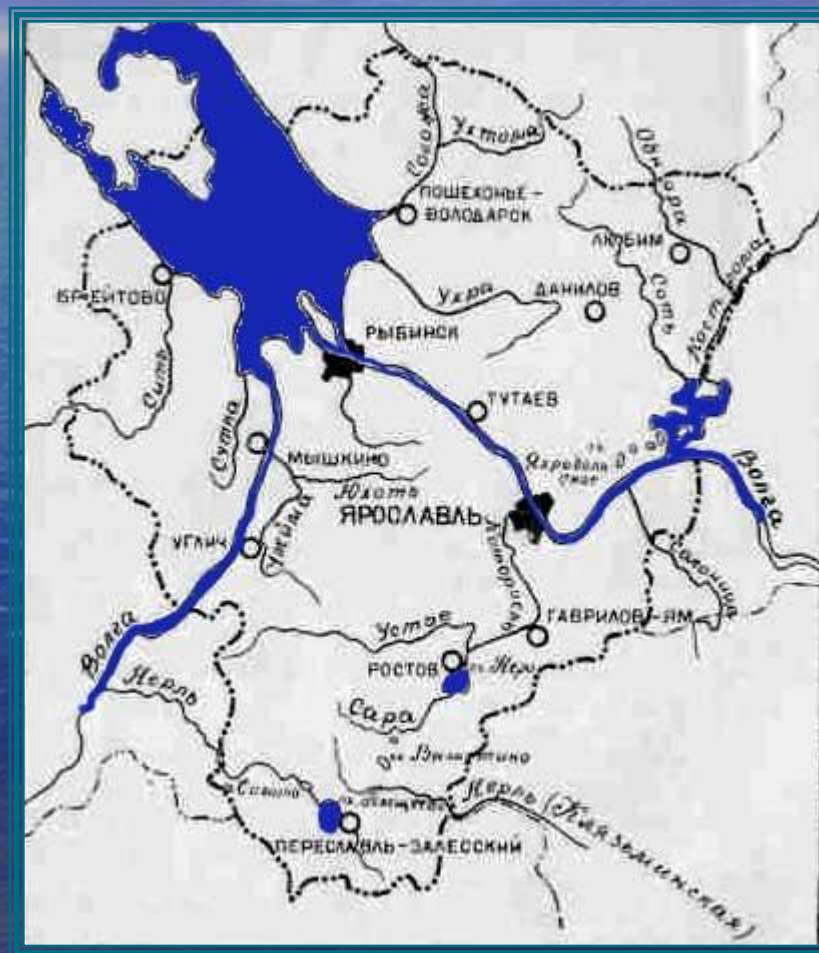 Согожа
Ухтома
Обнора
ПОШЕХОНЬЕ-
ВОЛОДАРСК
ЛЮБИМ
Кострома
БРЕЙТОВО
Ухра
ДАНИЛОВ
Соть
РЫБИНСК
Сить
Сутка
ТУТАЕВ
МЫШКИНО
Юхоть
Волга
ЯРОСЛАВЛЬ
УГЛИЧ
Которосль
Солоница
ГАВРИЛОВ-ЯМ
Устье
Волга
РОСТОВ
Нерль
Сара
Нерль (Клязьминская)
ПЕРЕСЛАВЛЬ-ЗАЛЕССКИЙ